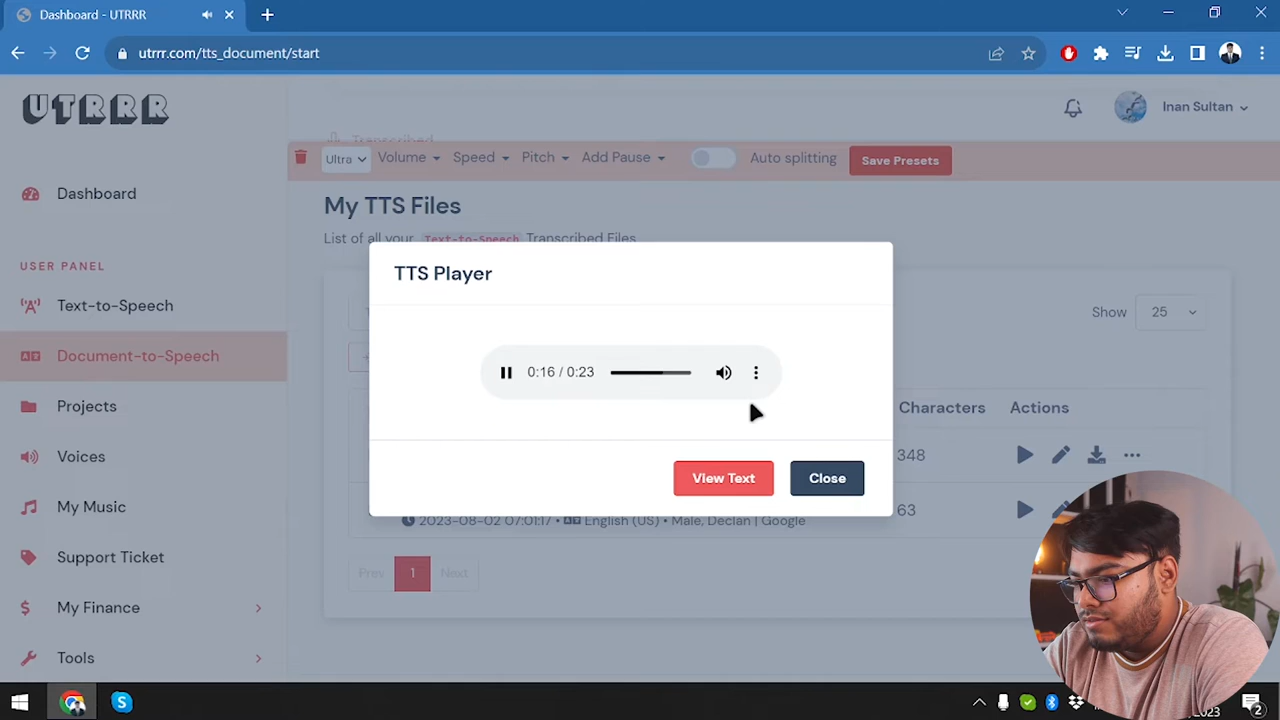 Dashboard - UTRRR
utrrr.com/tts_document/start
UTRRR
Inan Sultan
Transcribed
Ultra Volume Speed Pitch Add Pause Auto splitting Save Presets
Dashboard
My TTS Files
List of all your Text-to-Speech Transcribed Files
USER PANEL
TTS Player
Text-to-Speech
Show 25
Document-to-Speech
0:16 / 0:23
Projects
Characters Actions
Voices
348
View Text Close
My Music
63
2023-08-02 07:01:17 • English (US) • Male, Declan | Google
Support Ticket
Prev 1 Next
$ My Finance
Tools
2023
2